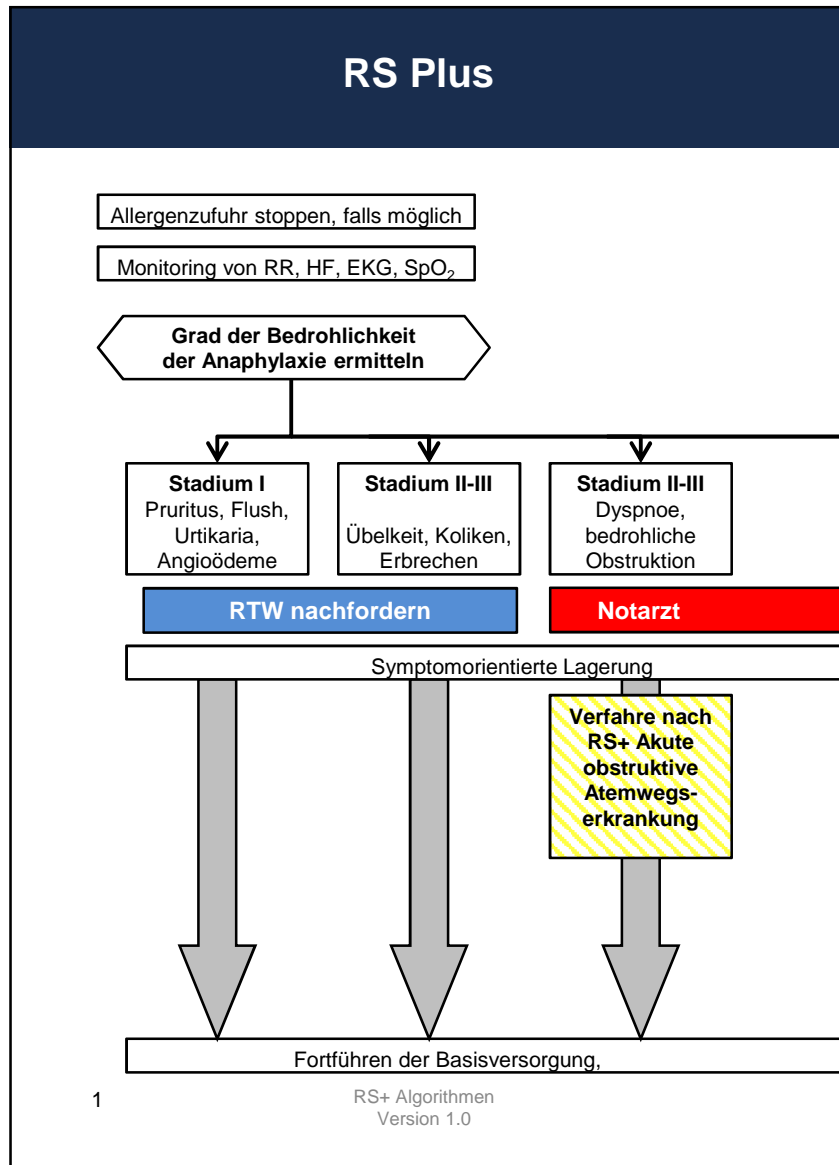 RS Plus
Allergenzufuhr stoppen, falls möglich
Monitoring von RR, HF, EKG, SpO₂
Grad der Bedrohlichkeit
der Anaphylaxie ermitteln
Stadium I
Pruritus, Flush,
Urtikaria,
Angioödeme
Stadium II-III
Übelkeit, Koliken,
Erbrechen
Stadium II-III
Dyspnoe,
bedrohliche
Obstruktion
RTW nachfordern
Notarzt
Symptomorientierte Lagerung
Verfahre nach
RS+ Akute
obstruktive
Atemwegs-
erkrankung
Fortführen der Basisversorgung,
1
RS+ Algorithmen
Version 1.0